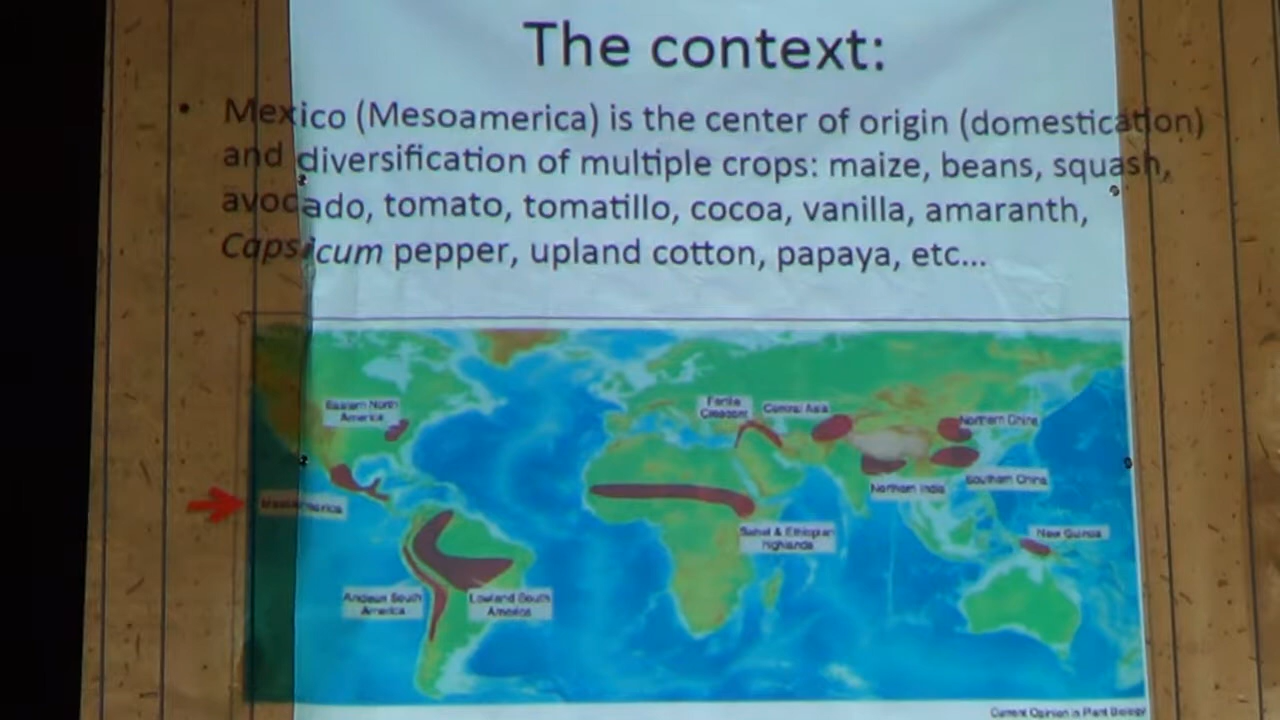 The context:
• Mexico (Mesoamerica) is the center of origin (domestication)
and diversification of multiple crops: maize, beans, squash,
avocado, tomato, tomatillo, cocoa, vanilla, amaranth,
Capsicum pepper, upland cotton, papaya, etc...
Eastern North
America
Fertile
Crescent
Central Asia
Northern China
Mesoamerica
Northern India
Southern China
Sahel & Ethiopian
highlands
New Guinea
Andean South
America
Lowland South
America
Current Opinion in Plant Biology